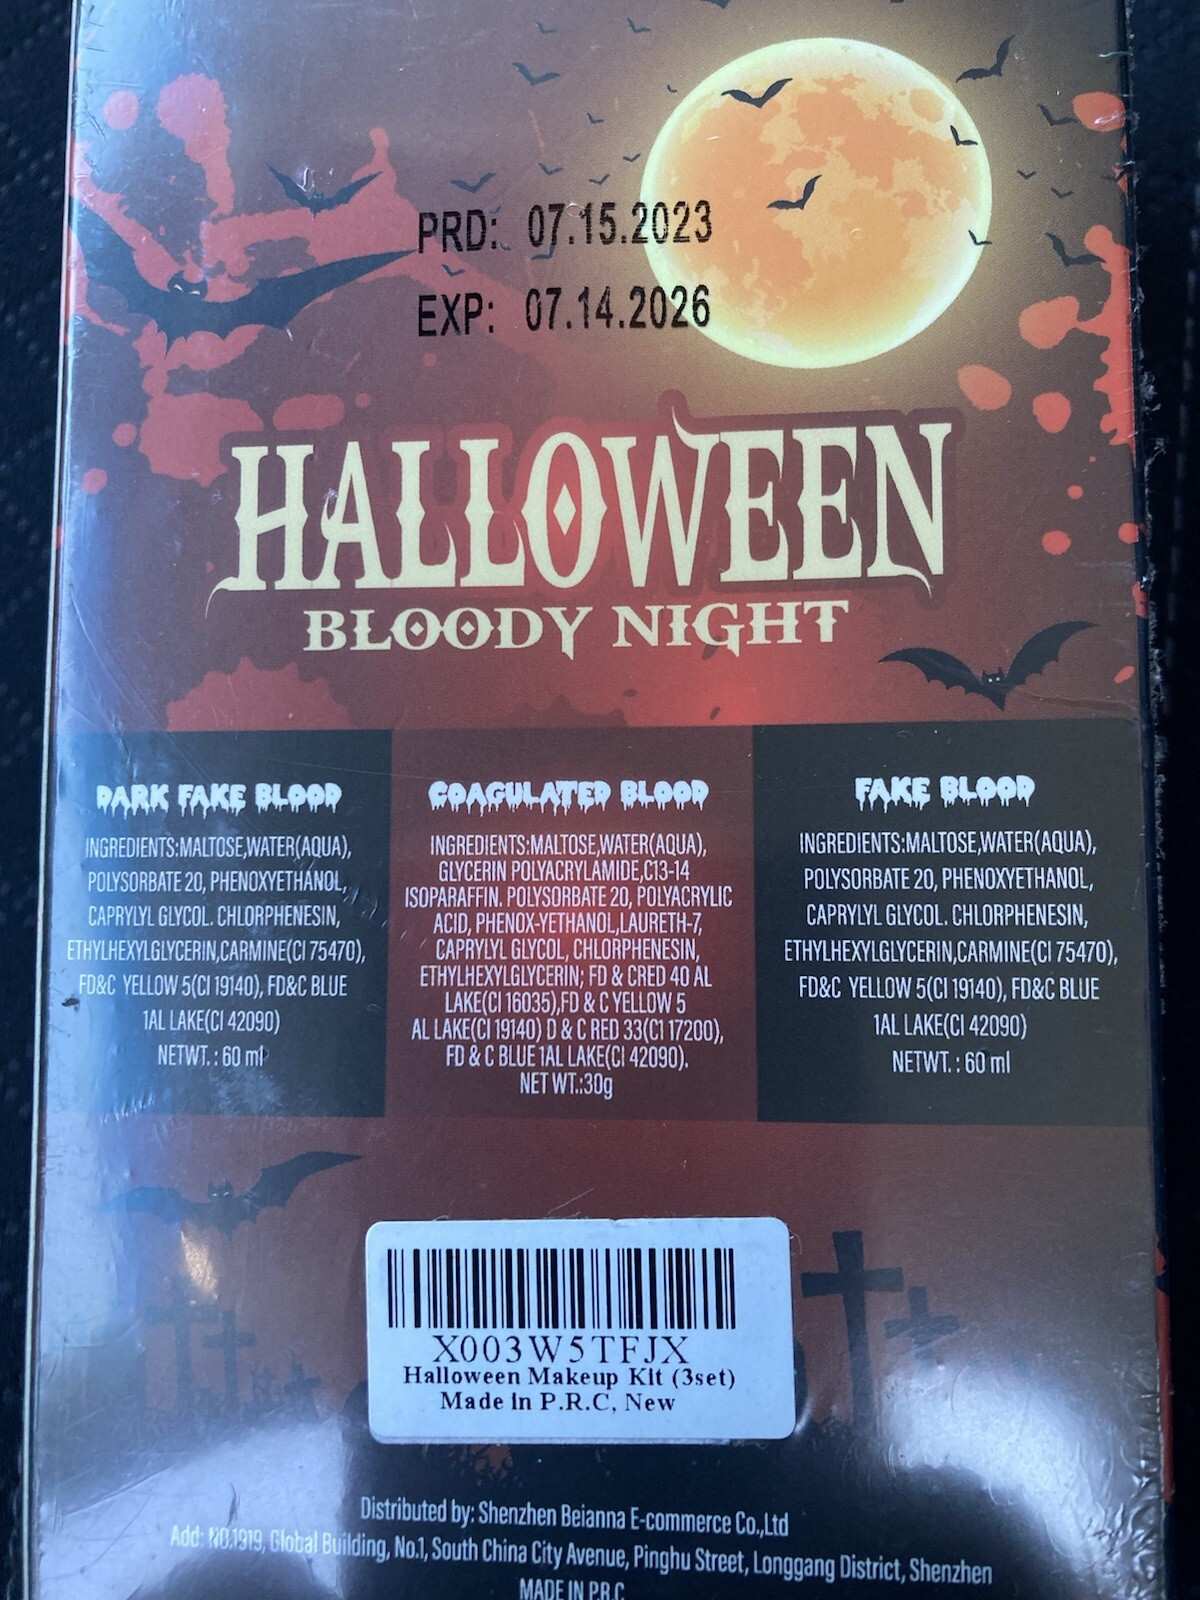 PRD: 07.15.2023
EXP: 07.14.2026
HALLOWEEN
BLOODY NIGHT
DARK FAKE BLOOD
INGREDIENTS:MALTOSE,WATER(AQUA),
POLYSORBATE 20, PHENOXYETHANOL,
CAPRYLYL GLYCOL. CHLORPHENESIN,
ETHYLHEXYLGLYCERIN,CARMINE(CI 75470),
FD&C YELLOW 5(CI 19140), FD&C BLUE
1AL LAKE(CI 42090)
NETWT. : 60 ml
COAGULATED BLOOD
INGREDIENTS:MALTOSE,WATER(AQUA),
GLYCERIN POLYACRYLAMIDE,C13-14
ISOPARAFFIN. POLYSORBATE 20, POLYACRYLIC
ACID, PHENOX-YETHANOL,LAURETH-7,
CAPRYLYL GLYCOL, CHLORPHENESIN,
ETHYLHEXYLGLYCERIN; FD & CRED 40 AL
LAKE(CI 16035),FD & C YELLOW 5
AL LAKE(CI 19140) D & C RED 33(C1 17200),
FD & C BLUE 1AL LAKE(CI 42090).
NET WT.:30g
FAKE BLOOD
INGREDIENTS:MALTOSE,WATER(AQUA),
POLYSORBATE 20, PHENOXYETHANOL,
CAPRYLYL GLYCOL. CHLORPHENESIN,
ETHYLHEXYLGLYCERIN,CARMINE(CI 75470),
FD&C YELLOW 5(CI 19140), FD&C BLUE
1AL LAKE(CI 42090)
NETWT. : 60 ml
X003W5TFJX
Halloween Makeup Kit (3set)
Made in P.R.C, New
Distributed by: Shenzhen Beianna E-commerce Co.,Ltd
Add: NO.1919, Global Building, No.1, South China City Avenue, Pinghu Street, Longgang District, Shenzhen
MADE IN P.R.C